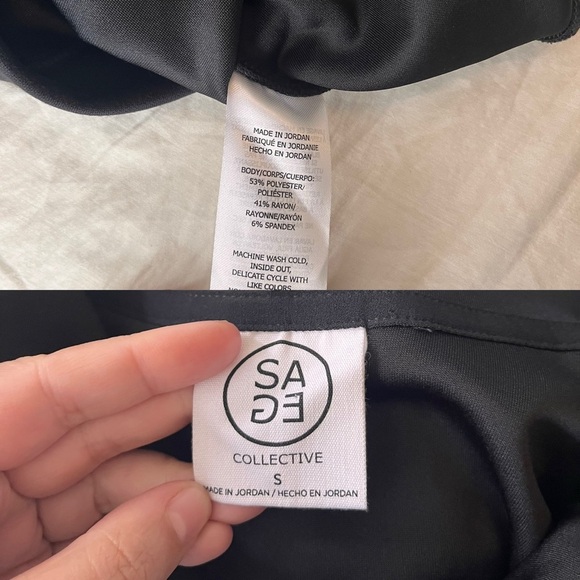 MADE IN JORDAN
FABRIQUÉ EN JORDANIE
HECHO EN JORDAN
BODY/CORPS/CUERPO:
53% POLYESTER/
POLIÉSTER
41% RAYON/
RAYONNE/RAYÓN
6% SPANDEX
MACHINE WASH COLD,
INSIDE OUT,
DELICATE CYCLE WITH
LIKE COLORS
SA
GE
COLLECTIVE
S
MADE IN JORDAN / HECHO EN JORDAN